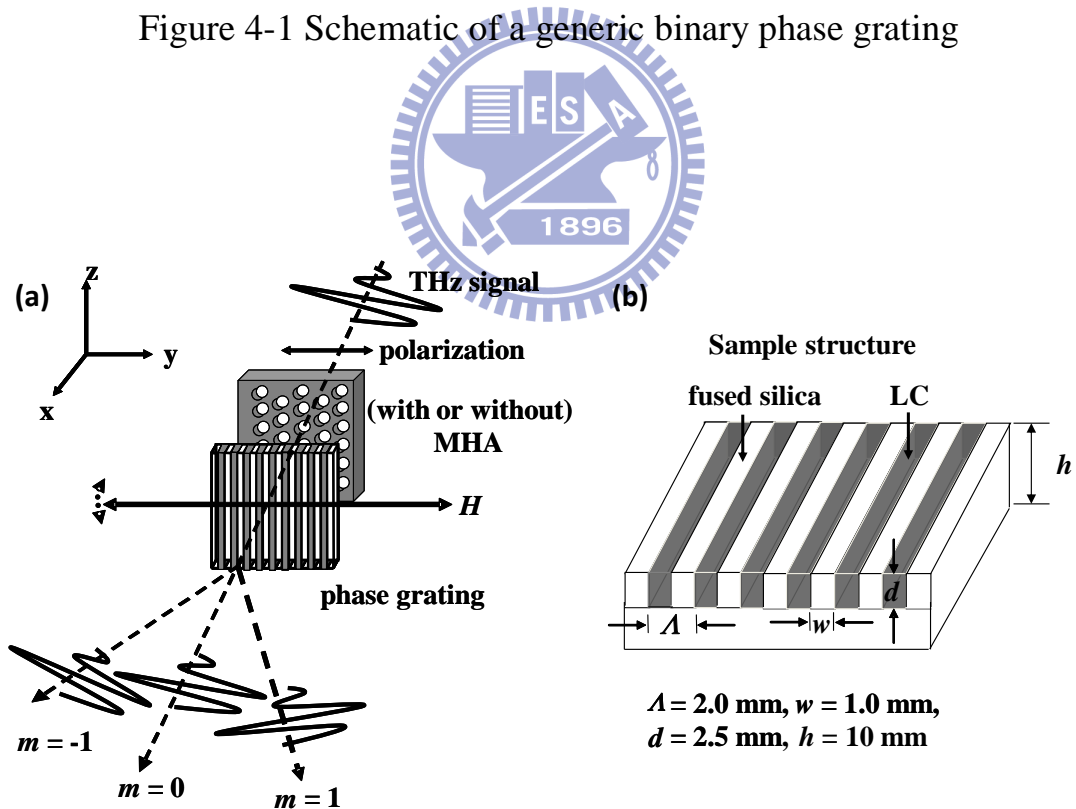 Figure 4-1 Schematic of a generic binary phase grating
E S A
1896
(a)
z
y
x
THz signal
polarization
(with or without)
MHA
H
phase grating
m = -1
m = 0
m = 1
(b)
Sample structure
fused silica
LC
h
d
Λ
w
Λ = 2.0 mm, w = 1.0 mm,
d = 2.5 mm, h = 10 mm